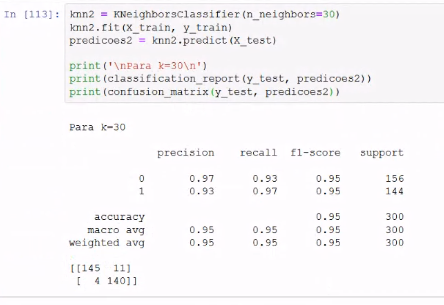 In [113]: knn2 = KNeighborsClassifier(n_neighbors=30)
knn2.fit(X_train, y_train)
predicoes2 = knn2.predict(X_test)
print('\nPara k=30\n')
print(classification_report(y_test, predicoes2))
print(confusion_matrix(y_test, predicoes2))
Para k=30
precision recall f1-score support
0 0.97 0.93 0.95 156
1 0.93 0.97 0.95 144
accuracy 0.95 300
macro avg 0.95 0.95 0.95 300
weighted avg 0.95 0.95 0.95 300
[[145 11]
[ 4 140]]